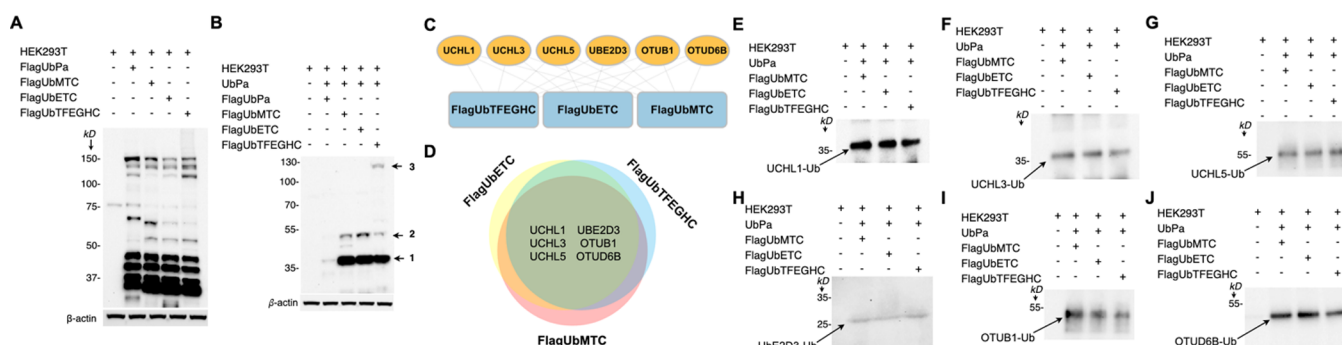 A
HEK293T + + + + +
FlagUbPa - + - - -
FlagUbMTC - - + - -
FlagUbETC - - - + -
FlagUbTFEGHC - - - - +
kD
150-
100-
75-
50-
37-
β-actin
B
HEK293T + + + + +
UbPa - + + + +
FlagUbPa - + - - -
FlagUbMTC - - + - -
FlagUbETC - - - + -
FlagUbTFEGHC - - - - +
kD
130-
100-
70-
55-
35-
3
2
1
β-actin
C
UCHL1 UCHL3 UCHL5 UBE2D3 OTUB1 OTUD6B
FlagUbTFEGHC FlagUbETC FlagUbMTC
D
FlagUbETC
FlagUbTFEGHC
UCHL1 UBE2D3
UCHL3 OTUB1
UCHL5 OTUD6B
FlagUbMTC
E
HEK293T + + + +
UbPa - + + +
FlagUbMTC - + - -
FlagUbETC - - + -
FlagUbTFEGHC - - - +
kD
35-
UCHL1-Ub
F
HEK293T + + + +
UbPa - + + +
FlagUbMTC - + - -
FlagUbETC - - + -
FlagUbTFEGHC - - - +
kD
35-
UCHL3-Ub
G
HEK293T + + + +
UbPa - + + +
FlagUbMTC - + - -
FlagUbETC - - + -
FlagUbTFEGHC - - - +
kD
55-
UCHL5-Ub
H
HEK293T + + + +
UbPa - + + +
FlagUbMTC - + - -
FlagUbETC - - + -
FlagUbTFEGHC - - - +
kD
35-
25-
UbE2D3-Ub
I
HEK293T + + + +
UbPa - + + +
FlagUbMTC - + - -
FlagUbETC - - + -
FlagUbTFEGHC - - - +
kD
55-
OTUB1-Ub
J
HEK293T + + + +
UbPa - + + +
FlagUbMTC - + - -
FlagUbETC - - + -
FlagUbTFEGHC - - - +
kD
55-
OTUD6B-Ub